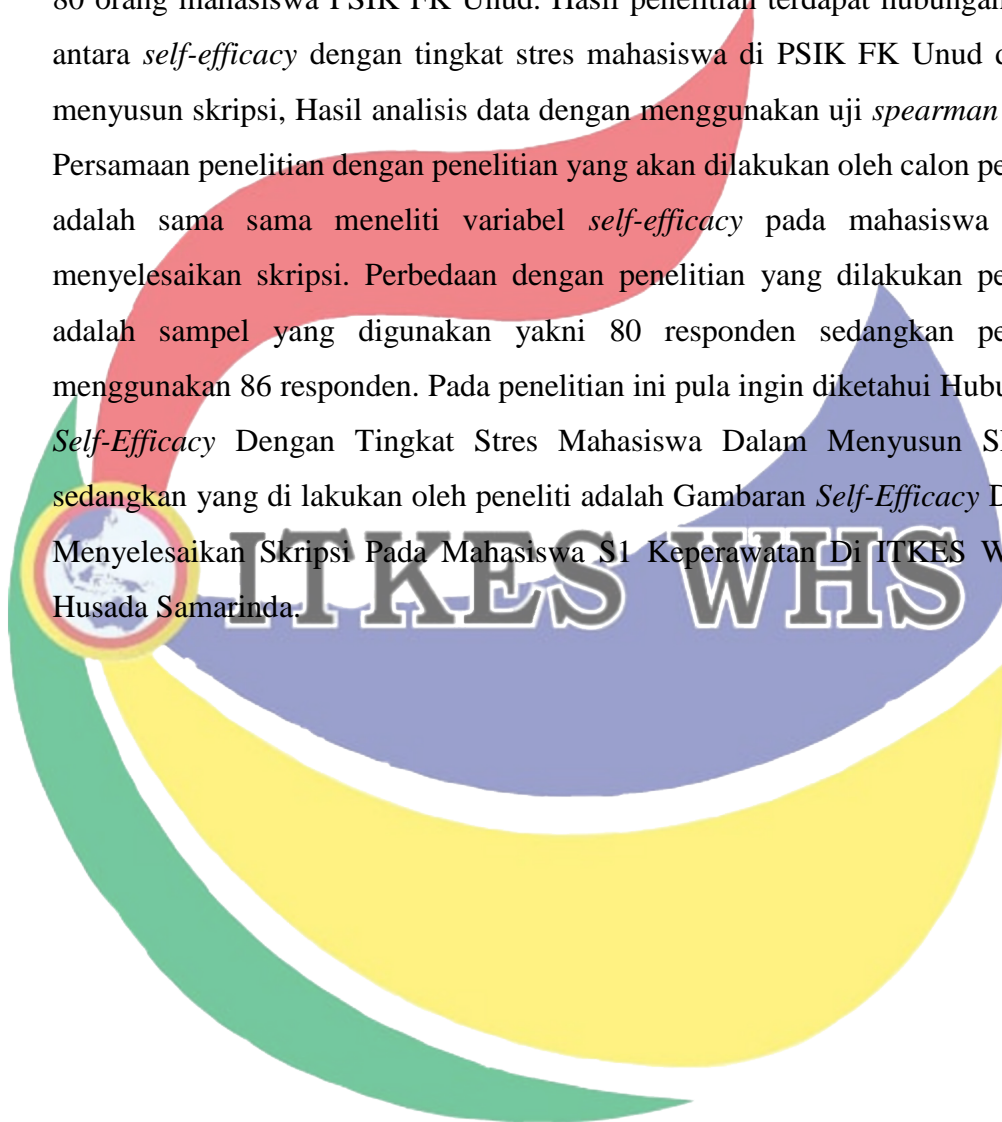 80 orang mahasiswa PSIK FK Unud. Hasil penelitian terdapat hubungan
antara self-efficacy dengan tingkat stres mahasiswa di PSIK FK Unud
menyusun skripsi, Hasil analisis data dengan menggunakan uji spearman
Persamaan penelitian dengan penelitian yang akan dilakukan oleh calon
adalah sama sama meneliti variabel self-efficacy pada mahasiswa
menyelesaikan skripsi. Perbedaan dengan penelitian yang dilakukan
adalah sampel yang digunakan yakni 80 responden sedangkan
menggunakan 86 responden. Pada penelitian ini pula ingin diketahui
Self-Efficacy Dengan Tingkat Stres Mahasiswa Dalam Menyusun
sedangkan yang di lakukan oleh peneliti adalah Gambaran Self-Efficacy
Menyelesaikan Skripsi Pada Mahasiswa S1 Keperawatan Di ITKES
Husada Samarinda.
ITKES WHS